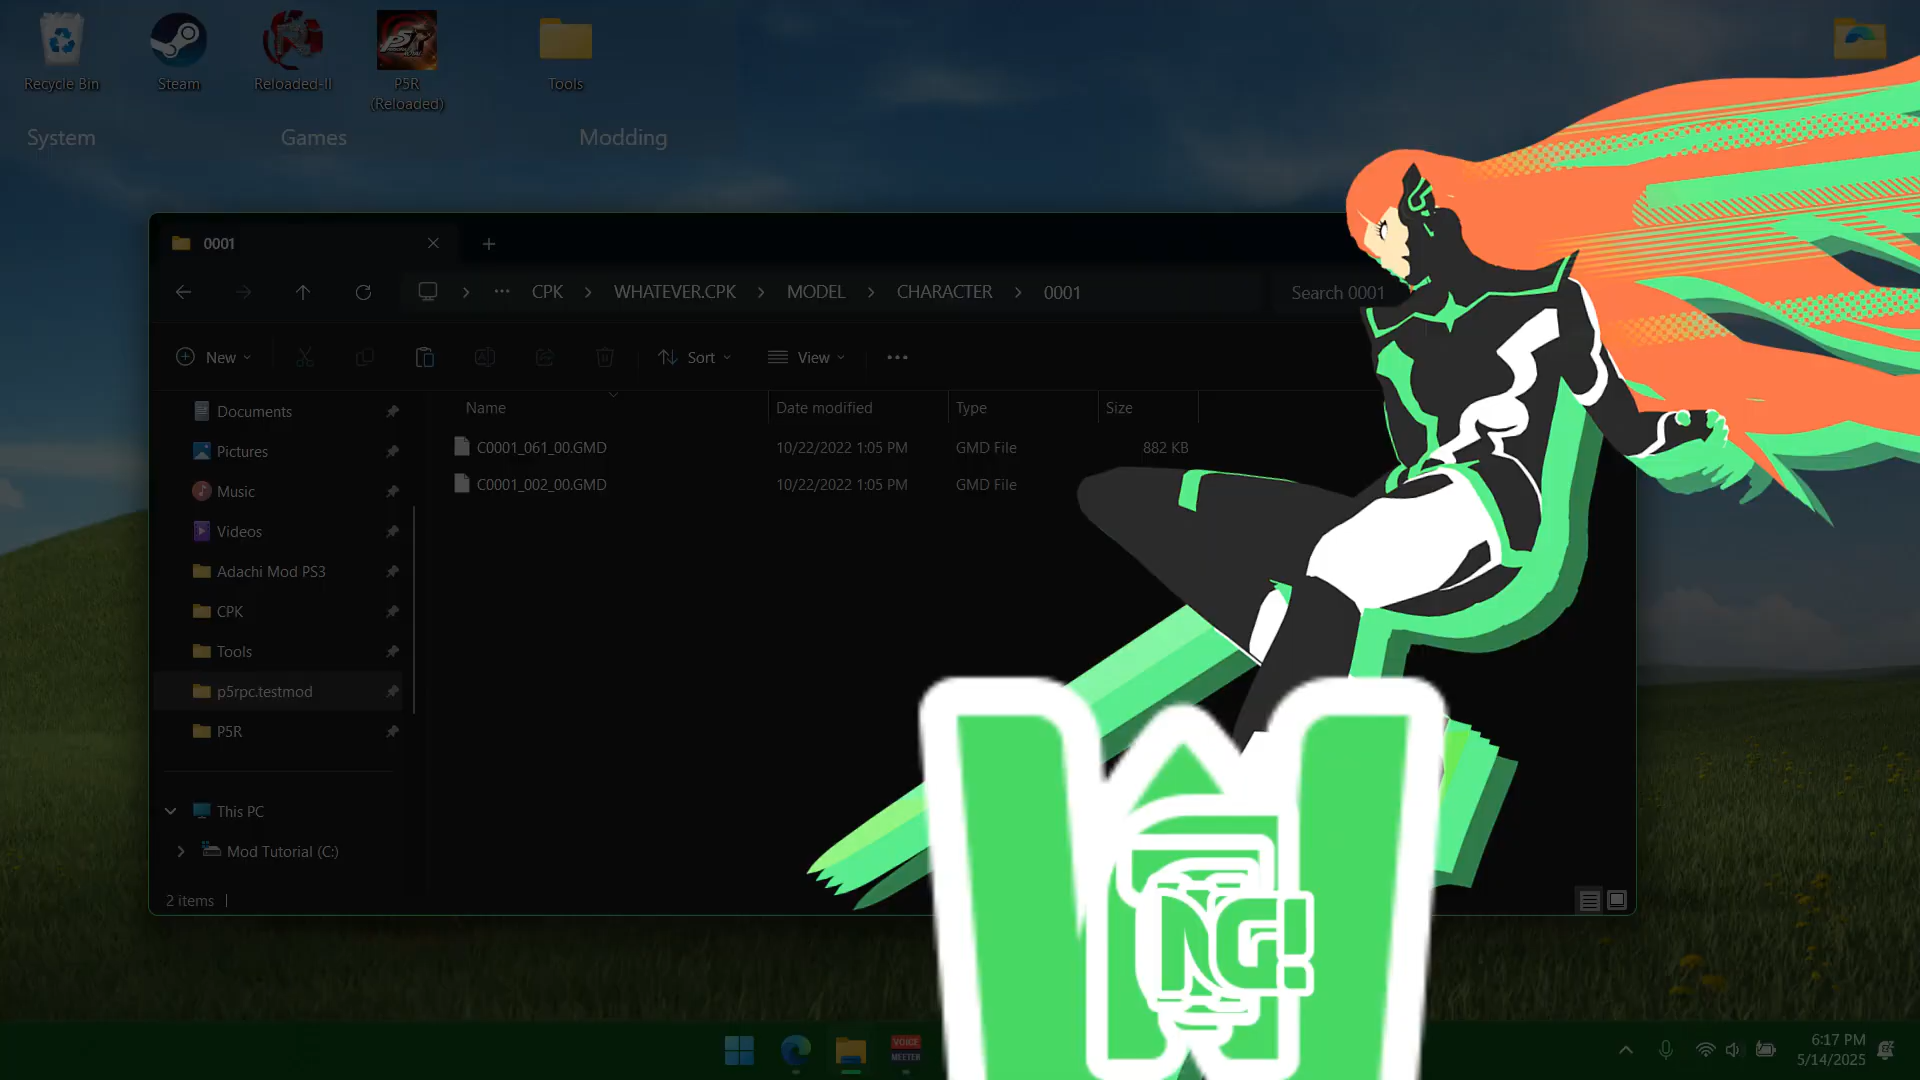 Recycle Bin
Steam
Reloaded-II
P5R
(Reloaded)
Tools
System
Games
Modding
0001
CPK
WHATEVER.CPK
MODEL
CHARACTER
0001
Search 0001
New
Sort
View
Name
Date modified
Type
Size
C0001_061_00.GMD
10/22/2022 1:05 PM
GMD File
882 KB
C0001_002_00.GMD
10/22/2022 1:05 PM
GMD File
Documents
Pictures
Music
Videos
Adachi Mod PS3
CPK
Tools
p5rpc.testmod
P5R
This PC
Mod Tutorial (C:)
2 items
W
NG!
VOICE
MEETER
6:17 PM
5/14/2025